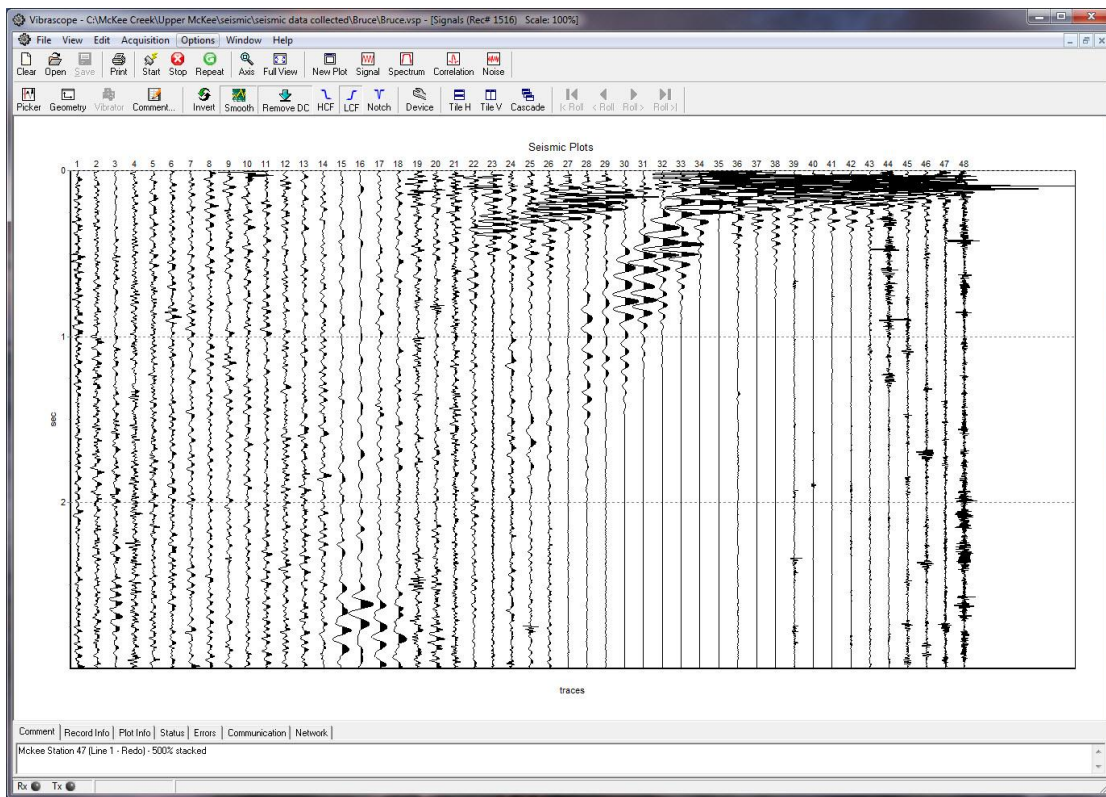 Vibrascope - C:\McKee Creek\Upper McKee\seismic\seismic data collected\Bruce\Bruce.vsp - [Signals (Rec# 1516) Scale: 100%]
File View Edit Acquisition Options Window Help
Clear Open Save Print Start Stop Repeat Axis Full View New Plot Signal Spectrum Correlation Noise
Picker Geometry Vibrator Comment... Invert Smooth Remove DC HCF LCF Notch Device Tile H Tile V Cascade |< Roll < Roll Roll > Roll >|
Seismic Plots
1 2 3 4 5 6 7 8 9 10 11 12 13 14 15 16 17 18 19 20 21 22 23 24 25 26 27 28 29 30 31 32 33 34 35 36 37 38 39 40 41 42 43 44 45 46 47 48
0
1
sec
2
traces
Comment Record Info Plot Info Status Errors Communication Network
Mckee Station 47 (Line 1 - Redo) - 500% stacked
Rx Tx